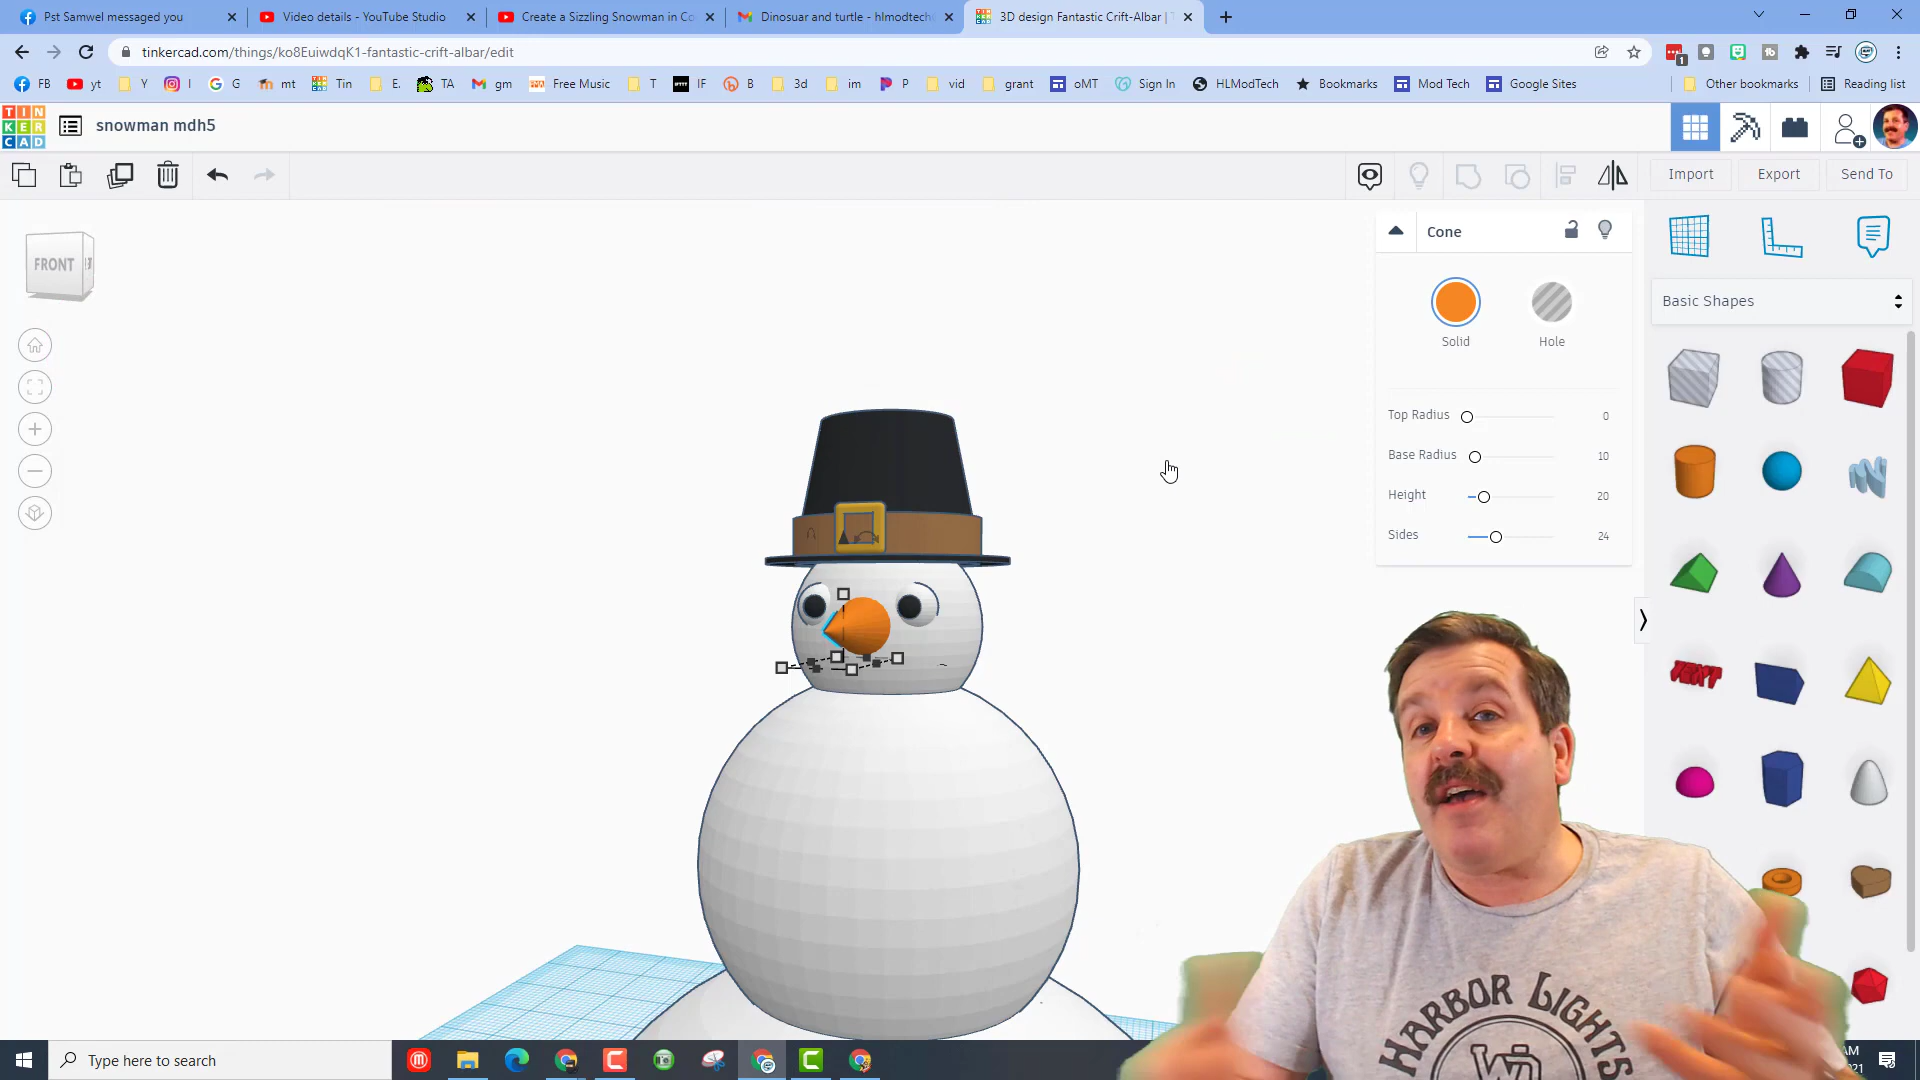 Pst Samwel messaged you
Video details - YouTube Studio
Create a Sizzling Snowman in Co
Dinosuar and turtle - hlmodtech
3D design Fantastic Crift-Albar | T
tinkercad.com/things/ko8EuiwdqK1-fantastic-crift-albar/edit
1
FB
yt
Y
I
G
mt
Tin
E.
TA
gm
Free Music
T
IF
B
3d
im
P
vid
grant
oMT
Sign In
HLModTech
Bookmarks
Mod Tech
Google Sites
Other bookmarks
Reading list
TIN
KER
CAD
snowman mdh5
Import
Export
Send To
FRONT
Cone
Solid
Hole
Top Radius 0
Base Radius 10
Height 20
Sides 24
Basic Shapes
TEXT
HARBOR LIGHTS
Type here to search
AM